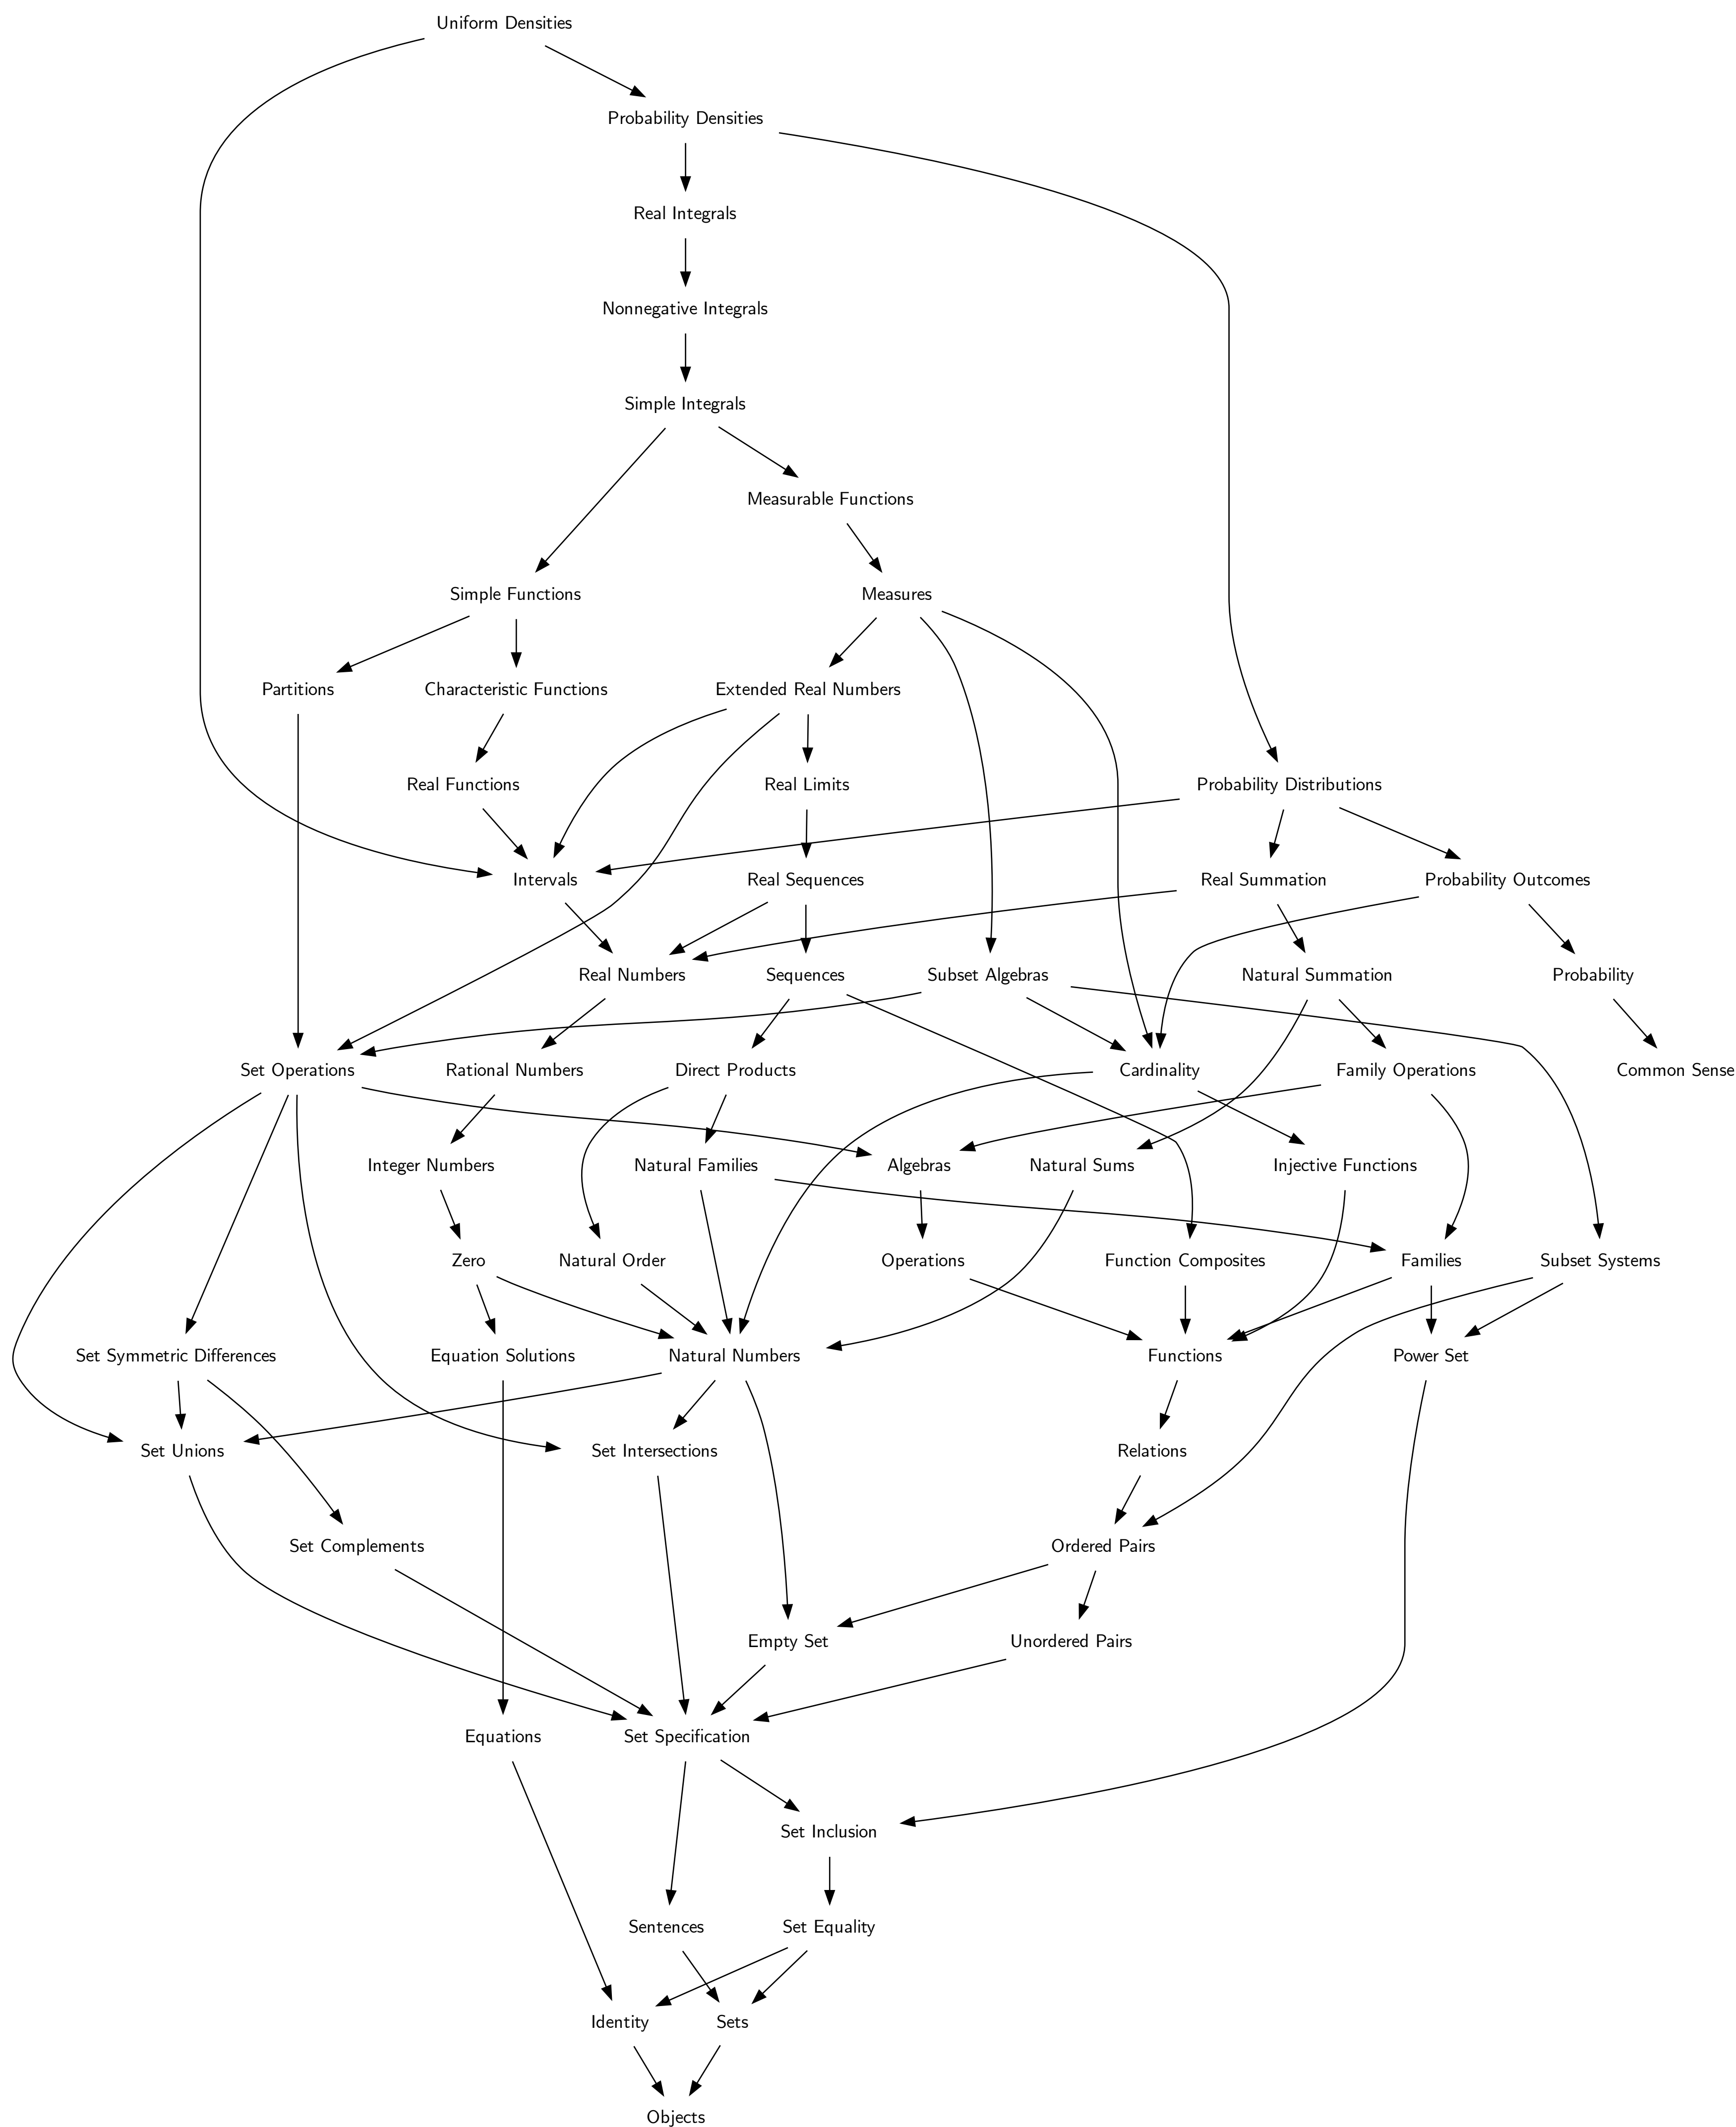 Uniform Densities
Probability Densities
Real Integrals
Nonnegative Integrals
Simple Integrals
Measurable Functions
Simple Functions
Measures
Partitions
Characteristic Functions
Extended Real Numbers
Real Functions
Real Limits
Probability Distributions
Intervals
Real Sequences
Real Summation
Probability Outcomes
Real Numbers
Sequences
Subset Algebras
Natural Summation
Probability
Set Operations
Rational Numbers
Direct Products
Cardinality
Family Operations
Common Sense
Integer Numbers
Natural Families
Algebras
Natural Sums
Injective Functions
Zero
Natural Order
Operations
Function Composites
Families
Subset Systems
Set Symmetric Differences
Equation Solutions
Natural Numbers
Functions
Power Set
Set Unions
Set Intersections
Relations
Set Complements
Ordered Pairs
Empty Set
Unordered Pairs
Equations
Set Specification
Set Inclusion
Sentences
Set Equality
Identity
Sets
Objects